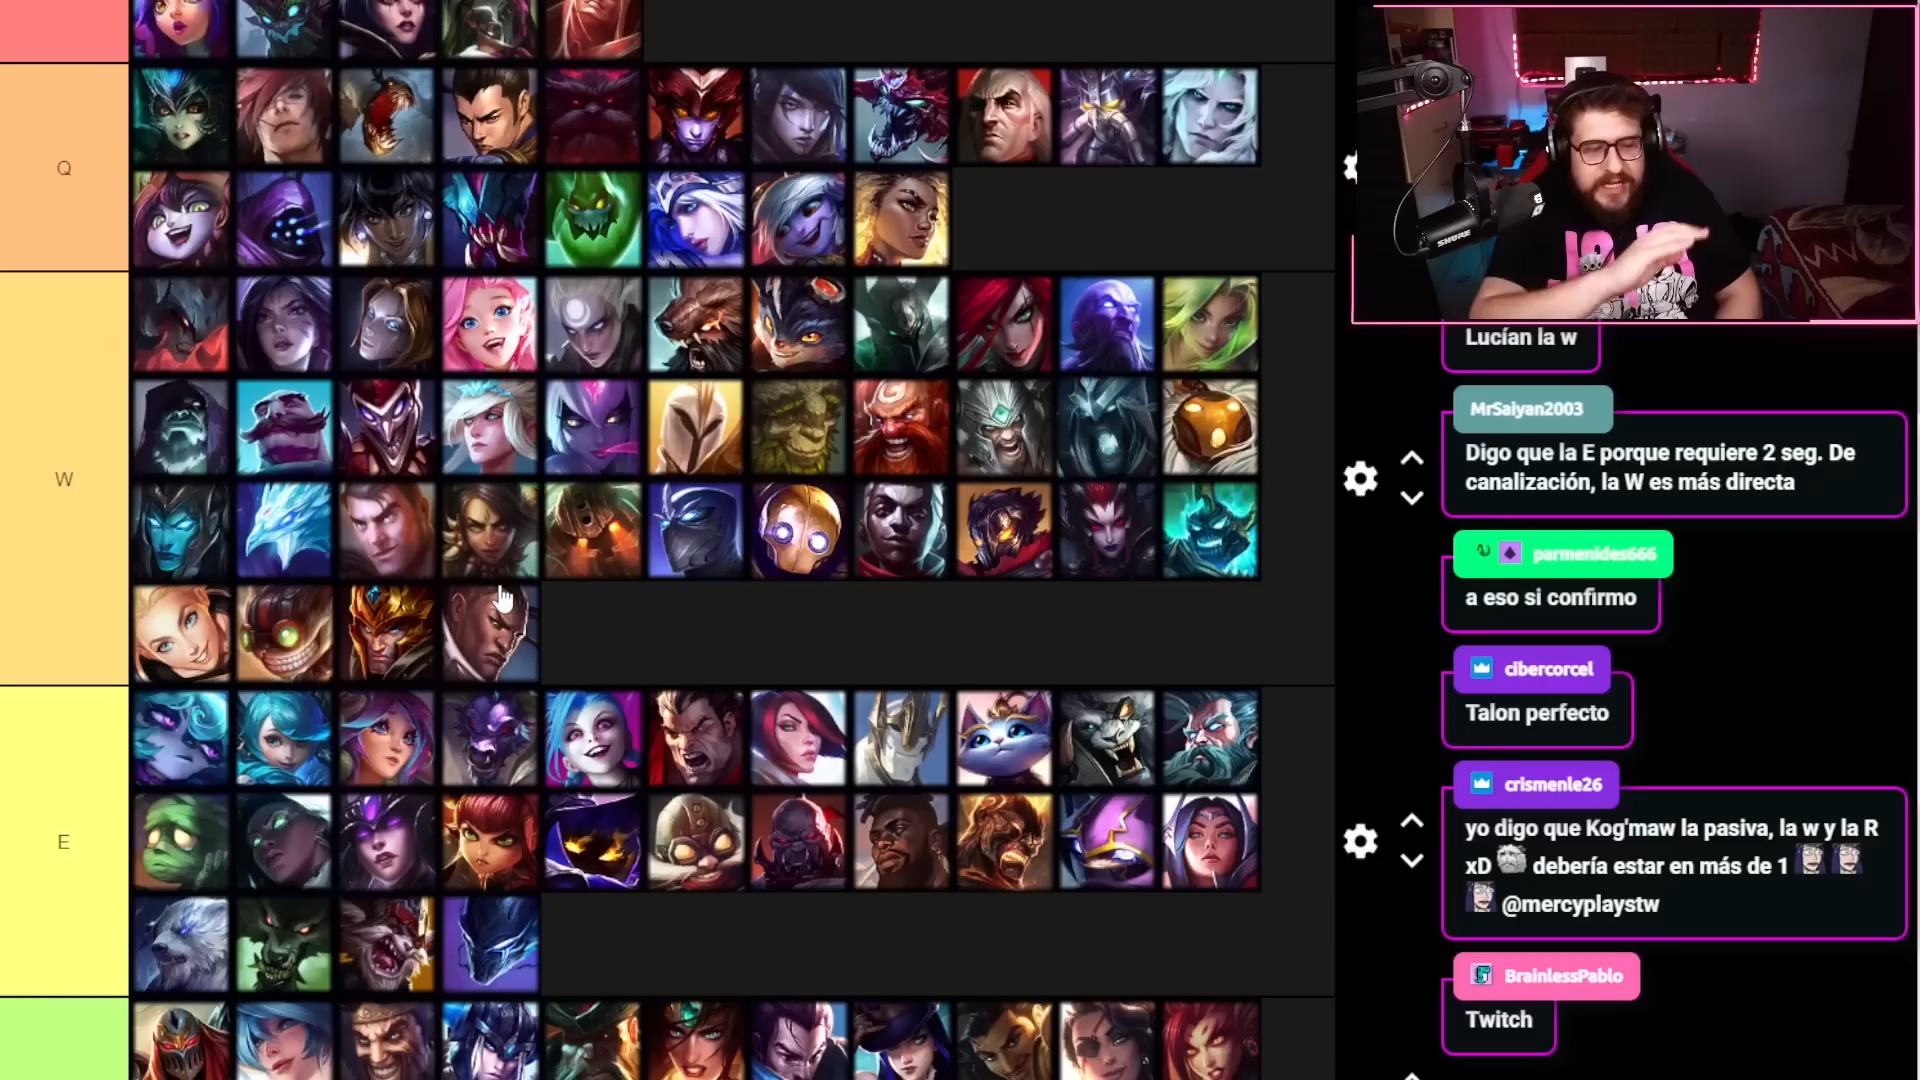 Q
W
E
SHURE
Lucían la w
MrSaiyan2003
Digo que la E porque requiere 2 seg. De
canalización, la W es más directa
parmenides666
a eso si confirmo
cibercorcel
Talon perfecto
crismenle26
yo digo que Kog'maw la pasiva, la w y la R
xD debería estar en más de 1
@mercyplaystw
BrainlessPablo
Twitch